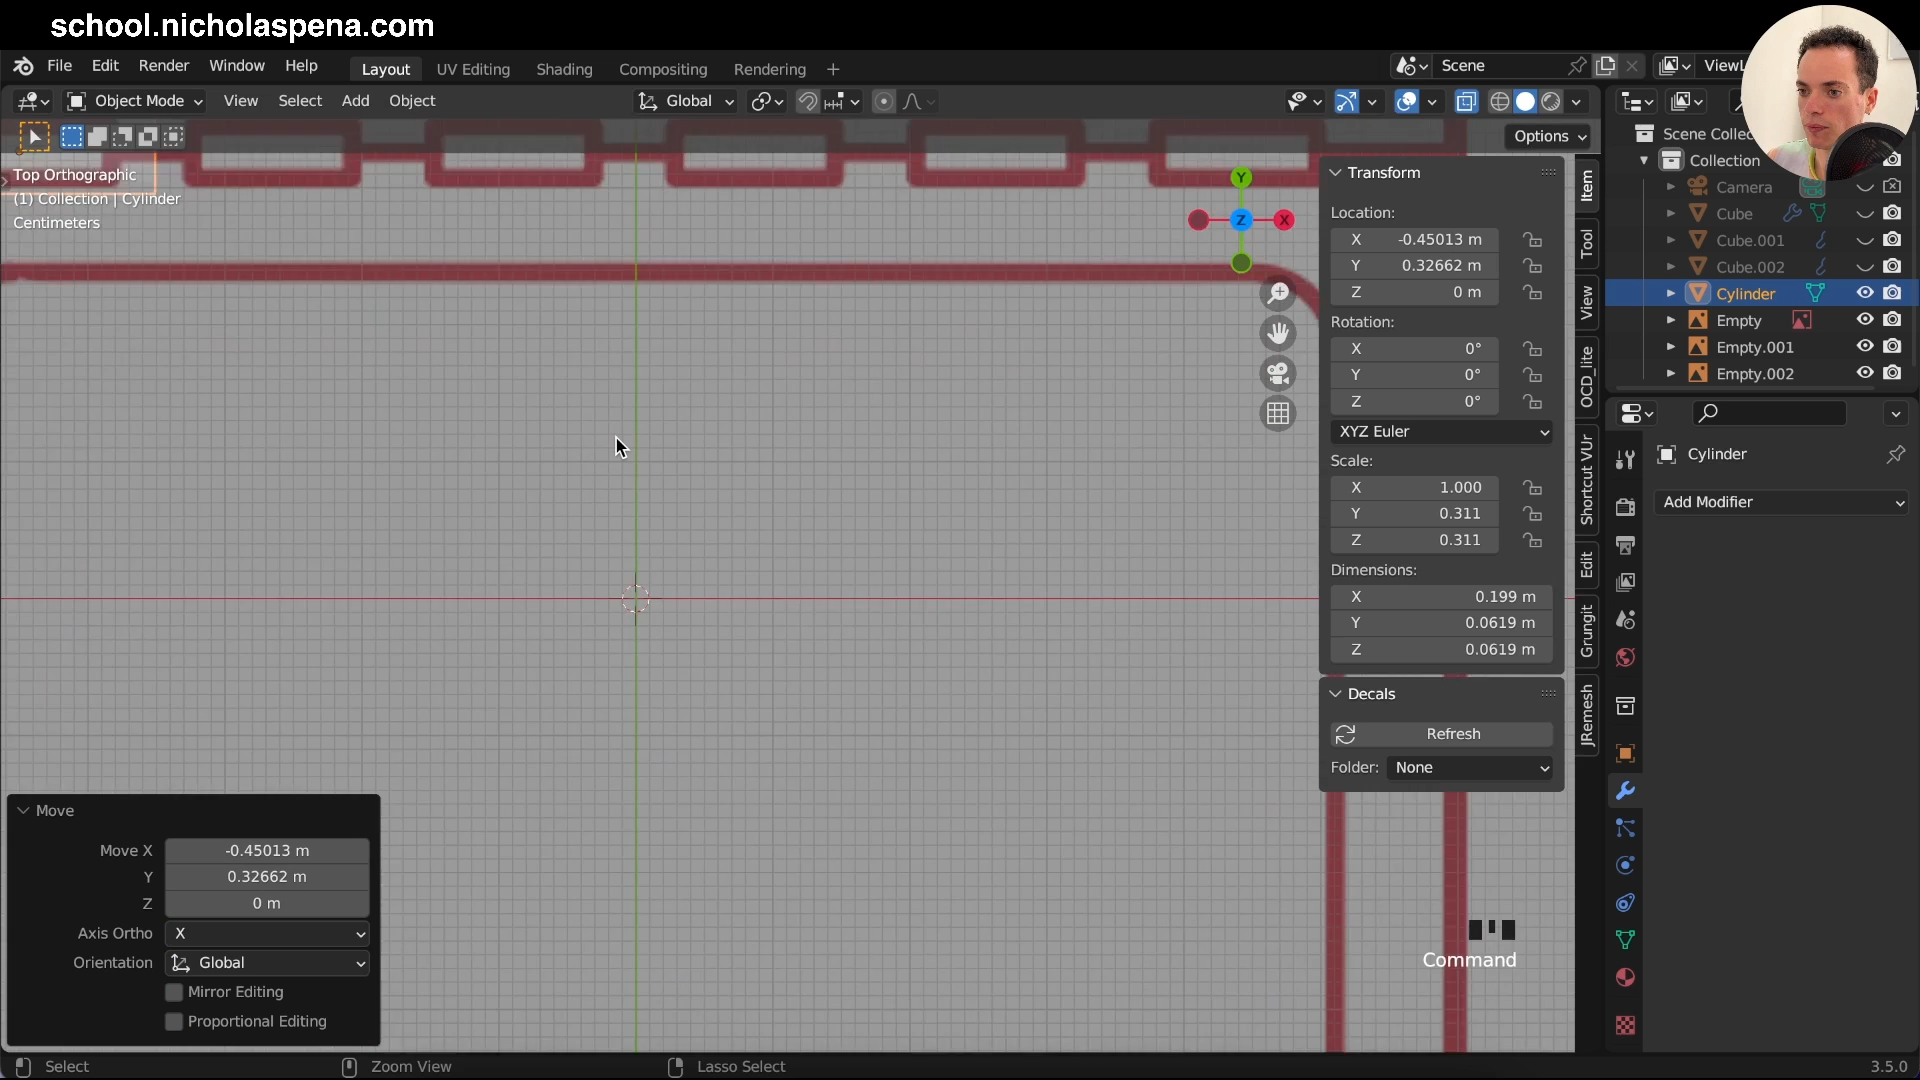 school.nicholaspena.com
File Edit Render Window Help Layout UV Editing Shading Compositing Rendering + Scene
Object Mode View Select Add Object Global
Options
Top Orthographic
(1) Collection | Cylinder
Centimeters
Y
Z
X
Transform
Location:
X -0.45013 m
Y 0.32662 m
Z 0 m
Rotation:
X 0°
Y 0°
Z 0°
XYZ Euler
Scale:
X 1.000
Y 0.311
Z 0.311
Dimensions:
X 0.199 m
Y 0.0619 m
Z 0.0619 m
Decals
Refresh
Folder: None
Item
Tool
View
OCD_lite
Shortcut VUr
Edit
Grungit
JRemesh
Collection
Camera
Cube
Cube.001
Cube.002
Cylinder
Empty
Empty.001
Empty.002
Cylinder
Add Modifier
Move
Move X -0.45013 m
Y 0.32662 m
Z 0 m
Axis Ortho X
Orientation Global
Mirror Editing
Proportional Editing
Command
Select Zoom View Lasso Select 3.5.0